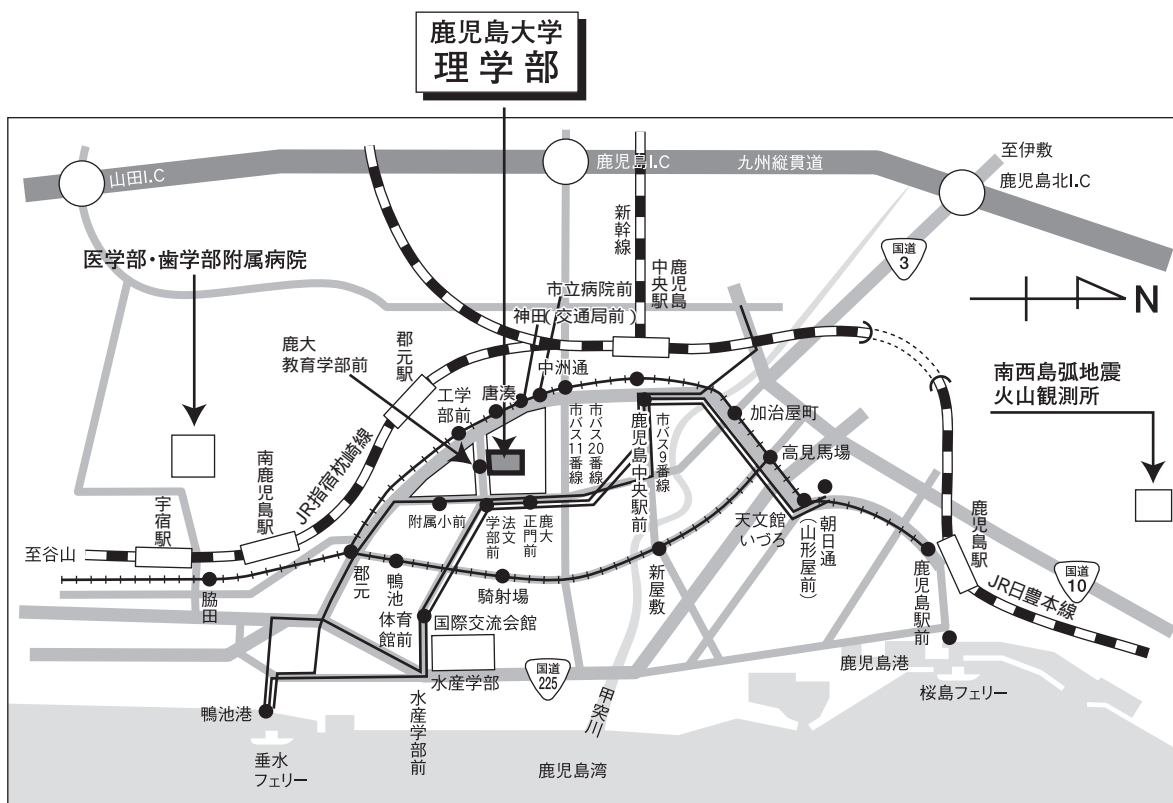 鹿児島大学
理学部
山田I.C
鹿児島I.C
九州縦貫道
至伊敷
鹿児島北I.C
国道
3
新幹線
鹿児島
中央駅
N
医学部・歯学部附属病院
市立病院前
神田(交通局前)
鹿大
教育学部前
郡元駅
中洲通
唐湊
工学
部前
市バス11番線
市バス20番線
鹿児島中央駅前
市バス9番線
加治屋町
高見馬場
南西島弧地震
火山観測所
JR指宿枕崎線
南鹿児島駅
宇宿駅
至谷山
附属小前
法文
学部前
鹿大
正門前
天文館
いづろ
朝日通
(山形屋前)
鹿児島駅
鹿児島駅前
国道
10
JR日豊本線
脇田
郡元
鴨池
騎射場
新屋敷
体育
館前
国際交流会館
水産学部
国道
225
鹿児島港
桜島フェリー
鴨池港
水産学部前
甲突川
垂水
フェリー
鹿児島湾